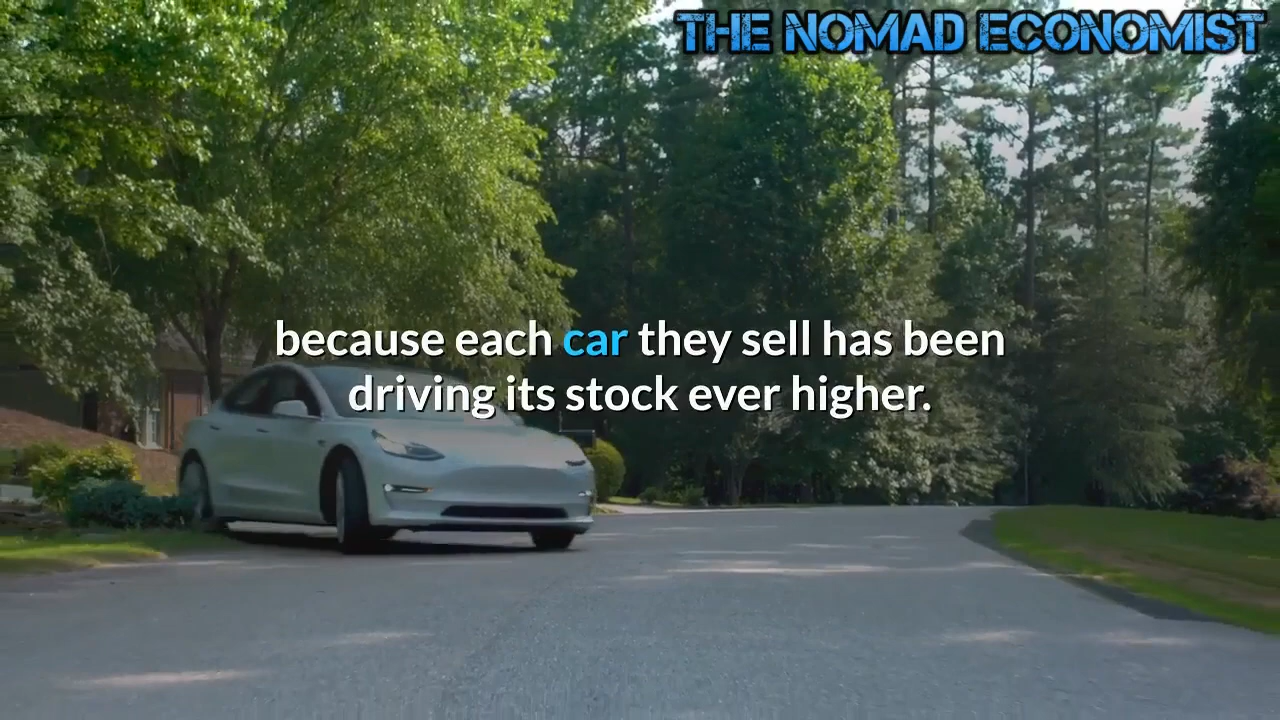 THE NOMAD ECONOMIST
because each car they sell has been
driving its stock ever higher.